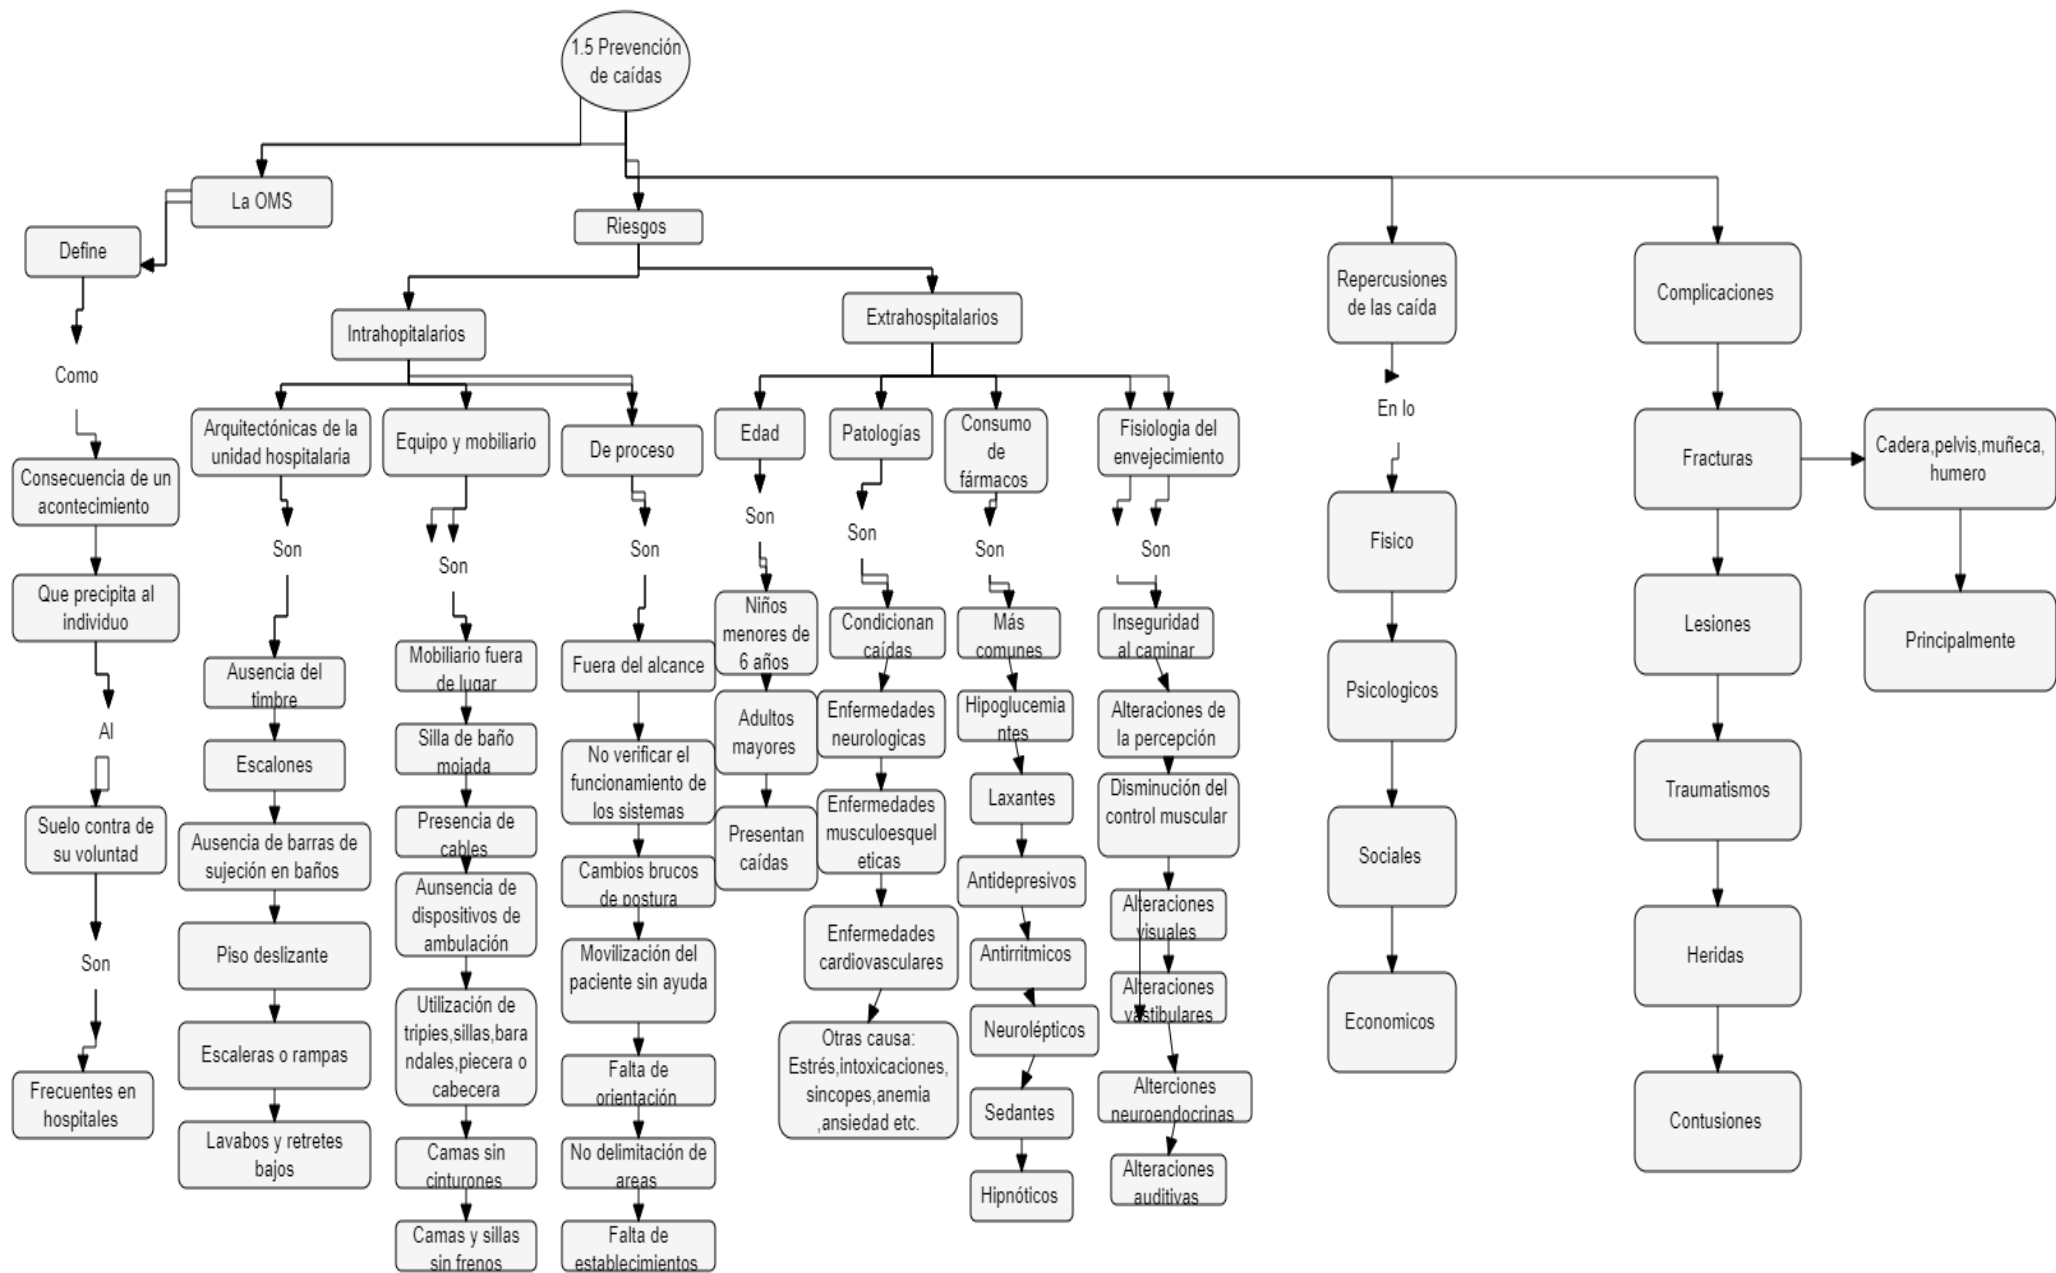 1.5 Prevención
de caídas
La OMS
Define
Como
Consecuencia de un
acontecimiento
Que precipita al
individuo
Al
Suelo contra de
su voluntad
Son
Frecuentes en
hospitales
Riesgos
Intrahopitalarios
Arquitectónicas de la
unidad hospitalaria
Son
Ausencia del
timbre
Escalones
Ausencia de barras de
sujeción en baños
Piso deslizante
Escaleras o rampas
Lavabos y retretes
bajos
Equipo y mobiliario
Son
Mobiliario fuera
de lugar
Silla de baño
mojada
Presencia de
cables
Aunsencia de
dispositivos de
ambulación
Utilización de
tripies,sillas,bara
ndales,piecera o
cabecera
Camas sin
cinturones
Camas y sillas
sin frenos
De proceso
Son
Fuera del alcance
No verificar el
funcionamiento de
los sistemas
Cambios brucos
de postura
Movilización del
paciente sin ayuda
Falta de
orientación
No delimitación de
areas
Falta de
establecimientos
Extrahospitalarios
Edad
Son
Niños
menores de
6 años
Adultos
mayores
Presentan
caídas
Patologías
Son
Condicionan
caídas
Enfermedades
neurologicas
Enfermedades
musculoesquel
eticas
Enfermedades
cardiovasculares
Otras causa:
Estrés,intoxicaciones,
sincopes,anemia
,ansiedad etc.
Consumo
de
fármacos
Son
Más
comunes
Hipoglucemia
ntes
Laxantes
Antidepresivos
Antirritmicos
Neurolépticos
Sedantes
Hipnóticos
Fisiologia del
envejecimiento
Son
Inseguridad
al caminar
Alteraciones de
la percepción
Disminución del
control muscular
Alteraciones
visuales
Alteraciones
vastibulares
Alterciones
neuroendocrinas
Alteraciones
auditivas
Repercusiones
de las caída
En lo
Fisico
Psicologicos
Sociales
Economicos
Complicaciones
Fracturas
Cadera,pelvis,muñeca,
humero
Principalmente
Lesiones
Traumatismos
Heridas
Contusiones